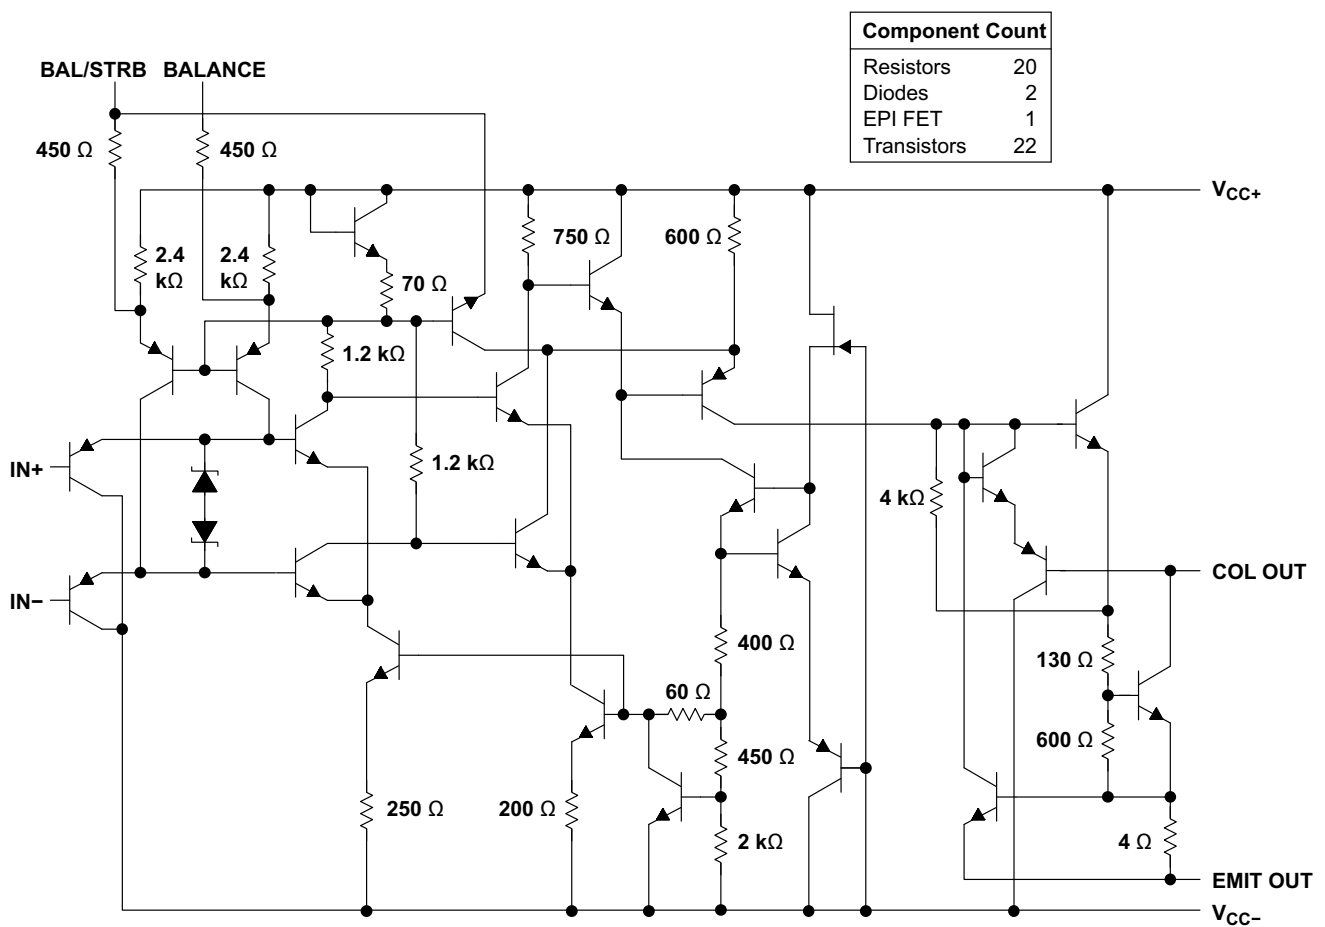 Component Count
Resistors 20
Diodes 2
EPI FET 1
Transistors 22
BAL/STRB BALANCE
450 Ω 450 Ω
VCC+
2.4 kΩ
2.4 kΩ
750 Ω 600 Ω
70 Ω
1.2 kΩ
IN+
1.2 kΩ
4 kΩ
COL OUT
IN−
400 Ω
130 Ω
60 Ω
600 Ω
450 Ω
250 Ω 200 Ω
2 kΩ 4 Ω
EMIT OUT
VCC−